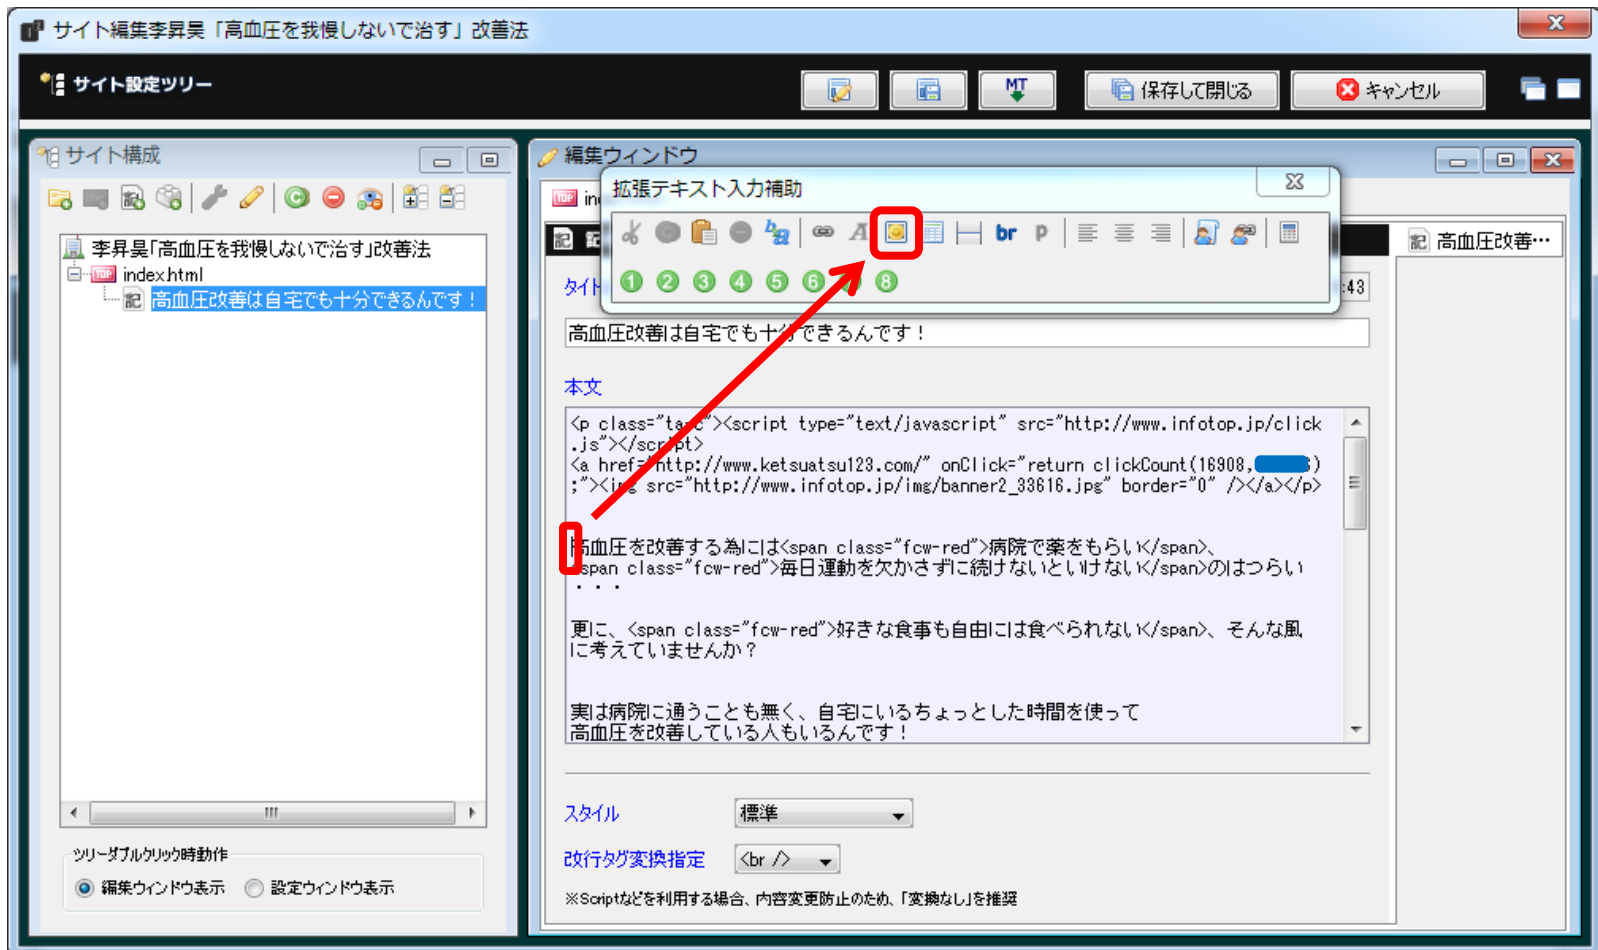 サイト編集李昇昊「高血圧を我慢しないで治す」改善法
サイト設定ツリー
MT
保存して閉じる
キャンセル
サイト構成
編集ウィンドウ
TOP
拡張テキスト入力補助
br P
記
1 2 3 4 5 6 8
記 高血圧改善…
李昇昊「高血圧を我慢しないで治す」改善法
TOP index.html
記 高血圧改善は自宅でも十分できるんです！
:43
高血圧改善は自宅でも十分できるんです！
本文
<script type="text/javascript" src="http://www.infotop.jp/click
.js"></script>
<a href="http://www.ketsuatsu123.com/" onClick="return clickCount(16908,
;"><img src="http://www.infotop.jp/img/banner2_33616.jpg" border="0" /></a></p>
高血圧を改善する為には<span class="fcw-red">病院で薬をもらい</span>、
<span class="fcw-red">毎日運動を欠かさずに続けないといけない</span>のはつらい
・・・
更に、<span class="fcw-red">好きな食事も自由には食べられない</span>、そんな風
に考えていませんか？
実は病院に通うことも無く、自宅にいるちょっとした時間を使って
高血圧を改善している人もいるんです！
スタイル
標準
改行タグ変換指定
<br />
※Scriptなどを利用する場合、内容変更防止のため、「変換なし」を推奨
ツリーダブルクリック時動作
編集ウィンドウ表示
設定ウィンドウ表示